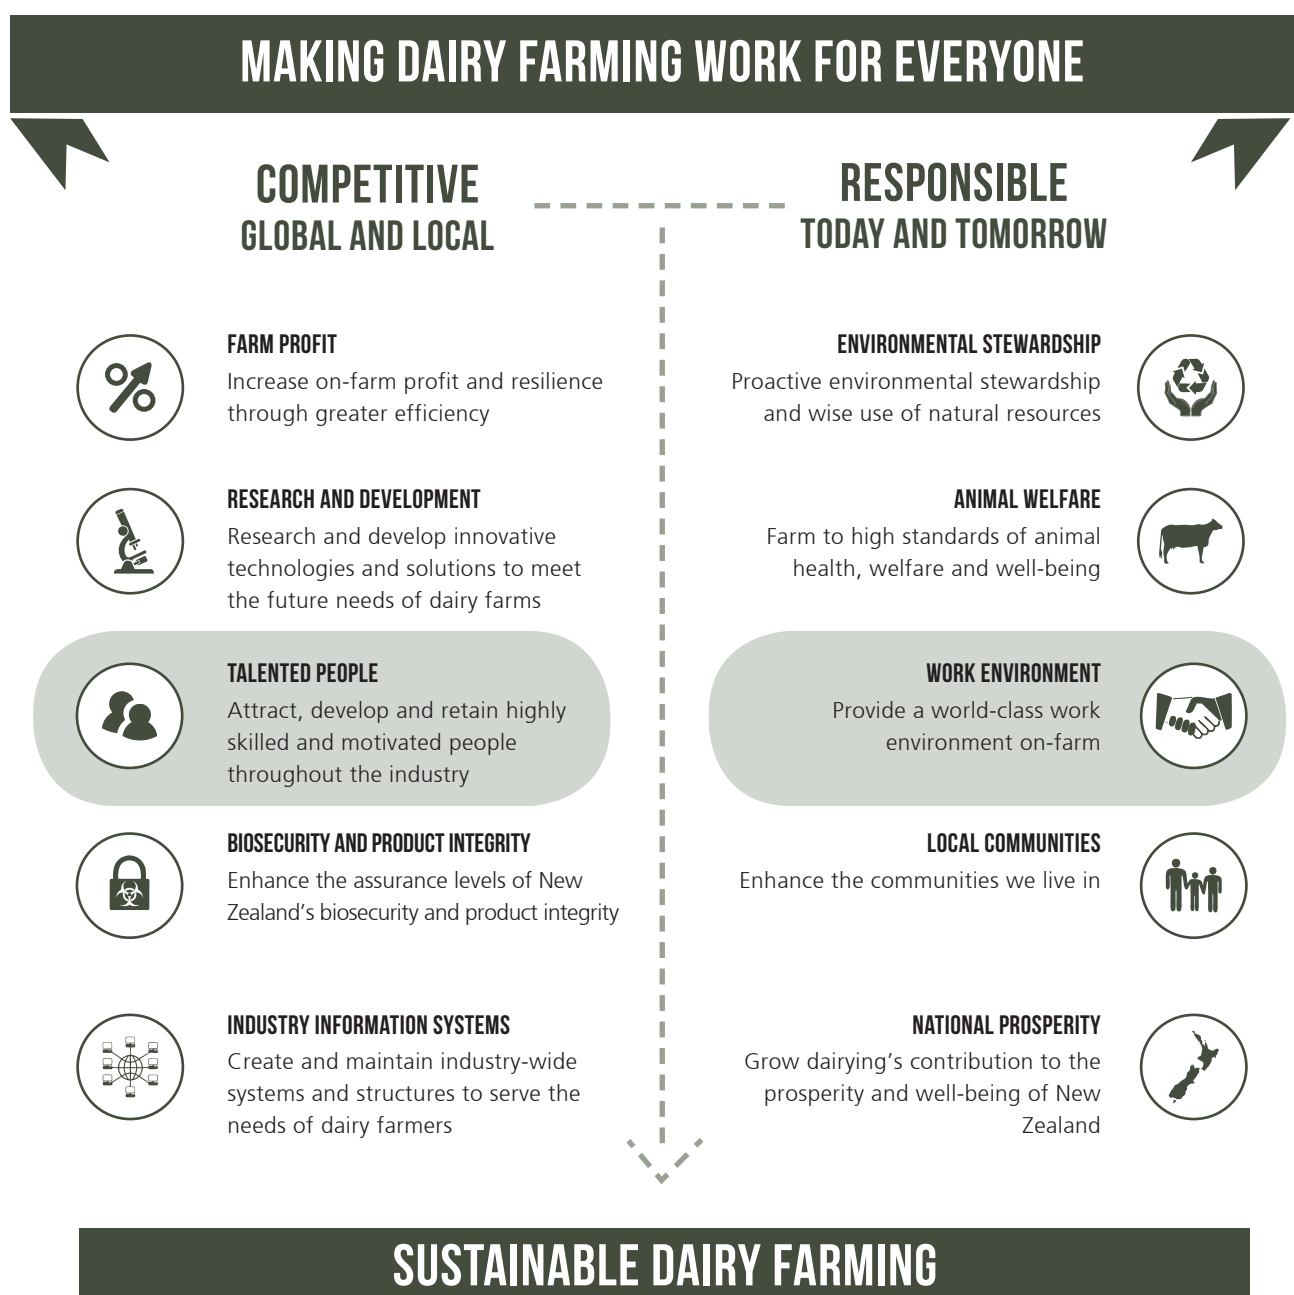 MAKING DAIRY FARMING WORK FOR EVERYONE
COMPETITIVE
GLOBAL AND LOCAL
FARM PROFIT
Increase on-farm profit and resilience
through greater efficiency
RESEARCH AND DEVELOPMENT
Research and develop innovative
technologies and solutions to meet
the future needs of dairy farms
TALENTED PEOPLE
Attract, develop and retain highly
skilled and motivated people
throughout the industry
BIOSECURITY AND PRODUCT INTEGRITY
Enhance the assurance levels of New
Zealand’s biosecurity and product integrity
INDUSTRY INFORMATION SYSTEMS
Create and maintain industry-wide
systems and structures to serve the
needs of dairy farmers
RESPONSIBLE
TODAY AND TOMORROW
ENVIRONMENTAL STEWARDSHIP
Proactive environmental stewardship
and wise use of natural resources
ANIMAL WELFARE
Farm to high standards of animal
health, welfare and well-being
WORK ENVIRONMENT
Provide a world-class work
environment on-farm
LOCAL COMMUNITIES
Enhance the communities we live in
NATIONAL PROSPERITY
Grow dairying’s contribution to the
prosperity and well-being of New
Zealand
SUSTAINABLE DAIRY FARMING